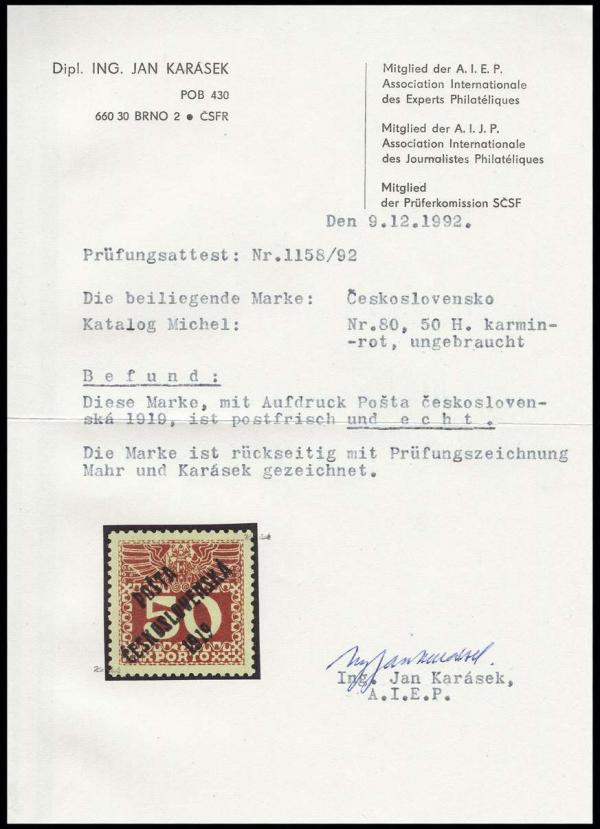 Dipl. ING. JAN KARÁSEK
POB 430
660 30 BRNO 2 ● ČSFR
Mitglied der A. I. E. P.
Association Internationale
des Experts Philatéliques
Mitglied der A. I. J. P.
Association Internationale
des Journalistes Philatéliques
Mitglied
der Prüferkomission SČSF
Den 9.12.1992.
Prüfungsattest: Nr.1158/92
Die beiliegende Marke: Československo
Katalog Michel: Nr.80, 50 H. karmin-
-rot, ungebraucht
B e f u n d :
Diese Marke, mit Aufdruck Pošta českosloven-
ská 1919, ist postfrisch und e c h t .
Die Marke ist rückseitig mit Prüfungszeichnung
Mahr und Karásek gezeichnet.
POŠTA
ČESKOSLOVENSKÁ
1919
50
PORTO
Ing. Jan Karásek,
A.I.E.P.